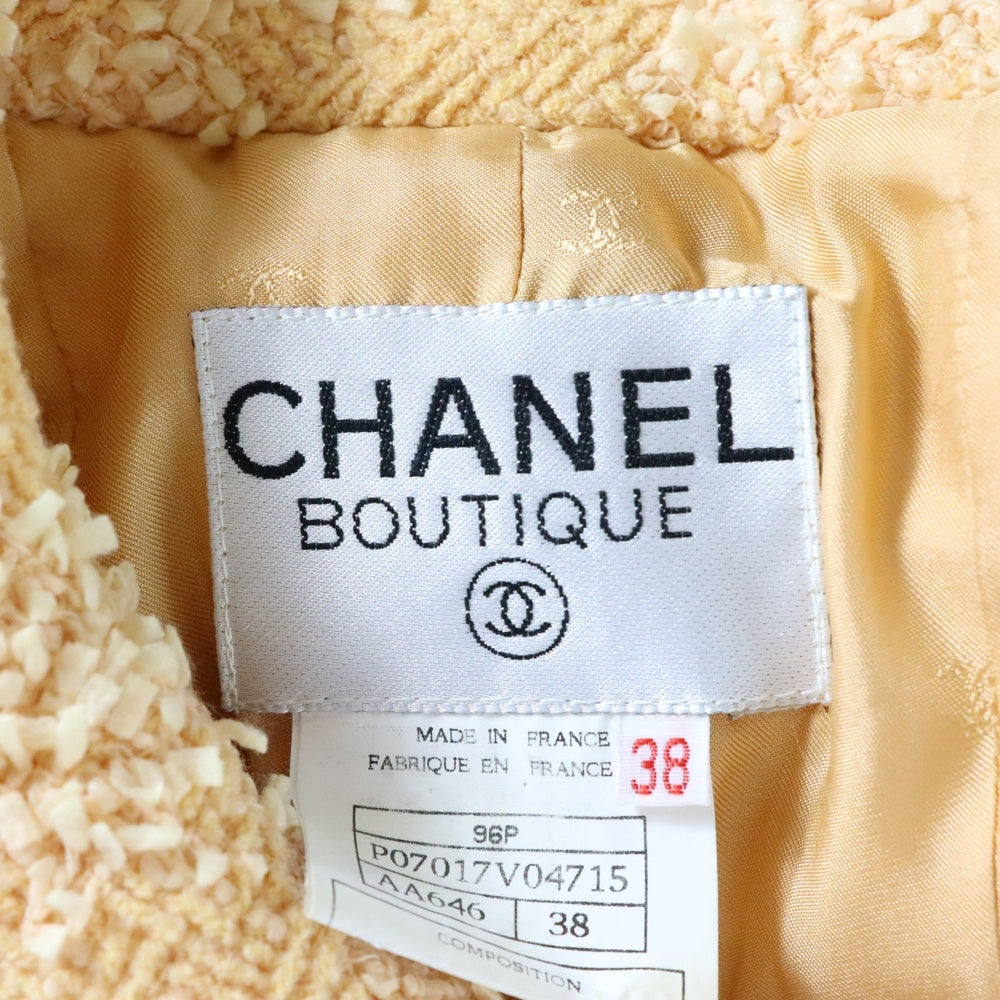 CHANEL
BOUTIQUE
MADE IN FRANCE
FABRIQUE EN FRANCE
38
96P
P07017V04715
AA646 38
COMPOSITION